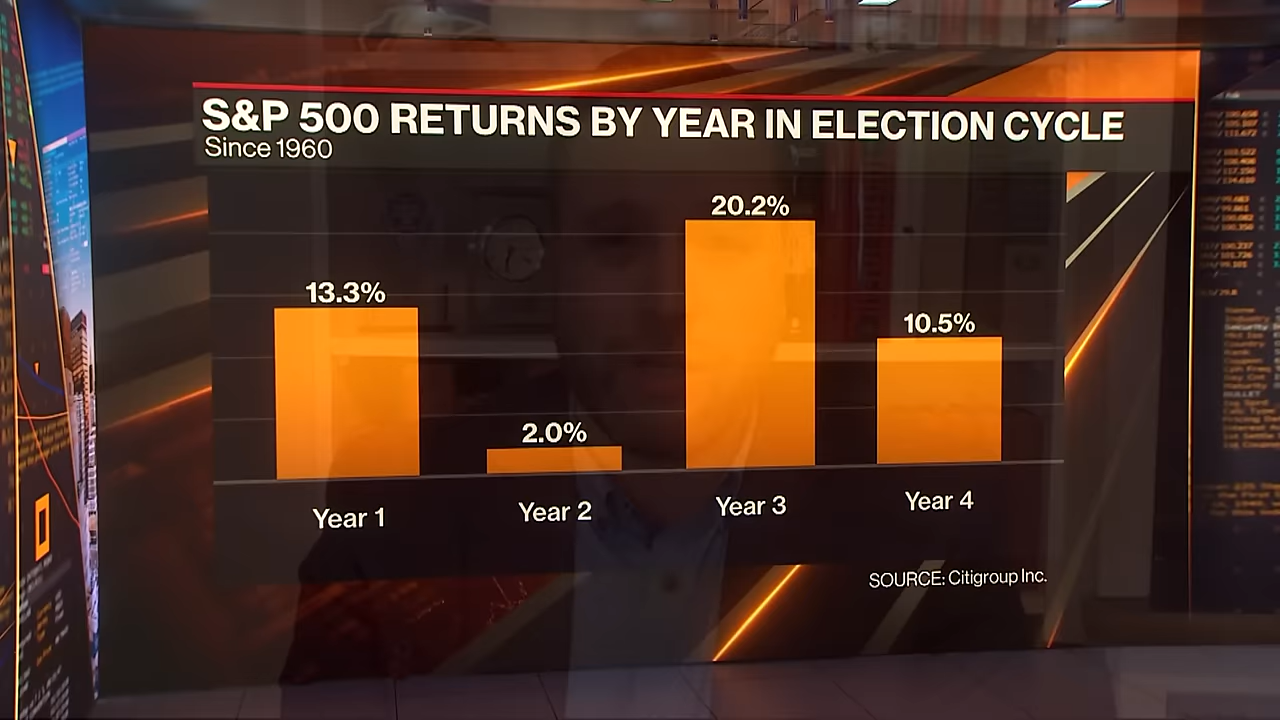 S&P 500 RETURNS BY YEAR IN ELECTION CYCLE
Since 1960
20.2%
13.3%
10.5%
2.0%
Year 1
Year 2
Year 3
Year 4
SOURCE: Citigroup Inc.